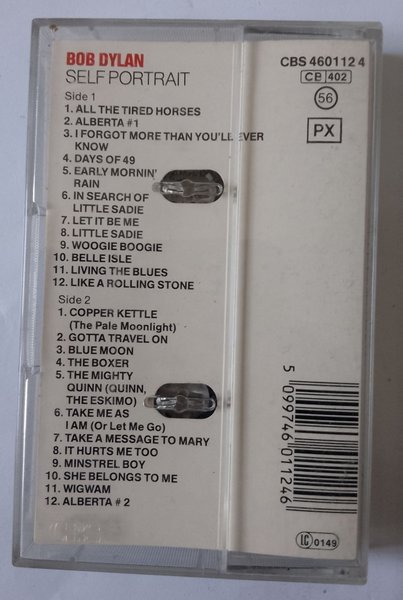 BOB DYLAN
SELF PORTRAIT
Side 1
1. ALL THE TIRED HORSES
2. ALBERTA #1
3. I FORGOT MORE THAN YOU'LL EVER
KNOW
4. DAYS OF 49
5. EARLY MORNIN'
RAIN
6. IN SEARCH OF
LITTLE SADIE
7. LET IT BE ME
8. LITTLE SADIE
9. WOOGIE BOOGIE
10. BELLE ISLE
11. LIVING THE BLUES
12. LIKE A ROLLING STONE
Side 2
1. COPPER KETTLE
(The Pale Moonlight)
2. GOTTA TRAVEL ON
3. BLUE MOON
4. THE BOXER
5. THE MIGHTY
QUINN (QUINN,
THE ESKIMO)
6. TAKE ME AS
I AM (Or Let Me Go)
7. TAKE A MESSAGE TO MARY
8. IT HURTS ME TOO
9. MINSTREL BOY
10. SHE BELONGS TO ME
11. WIGWAM
12. ALBERTA # 2
CBS 460112 4
CB 402
56
PX
5 099746 011246
LC 0149